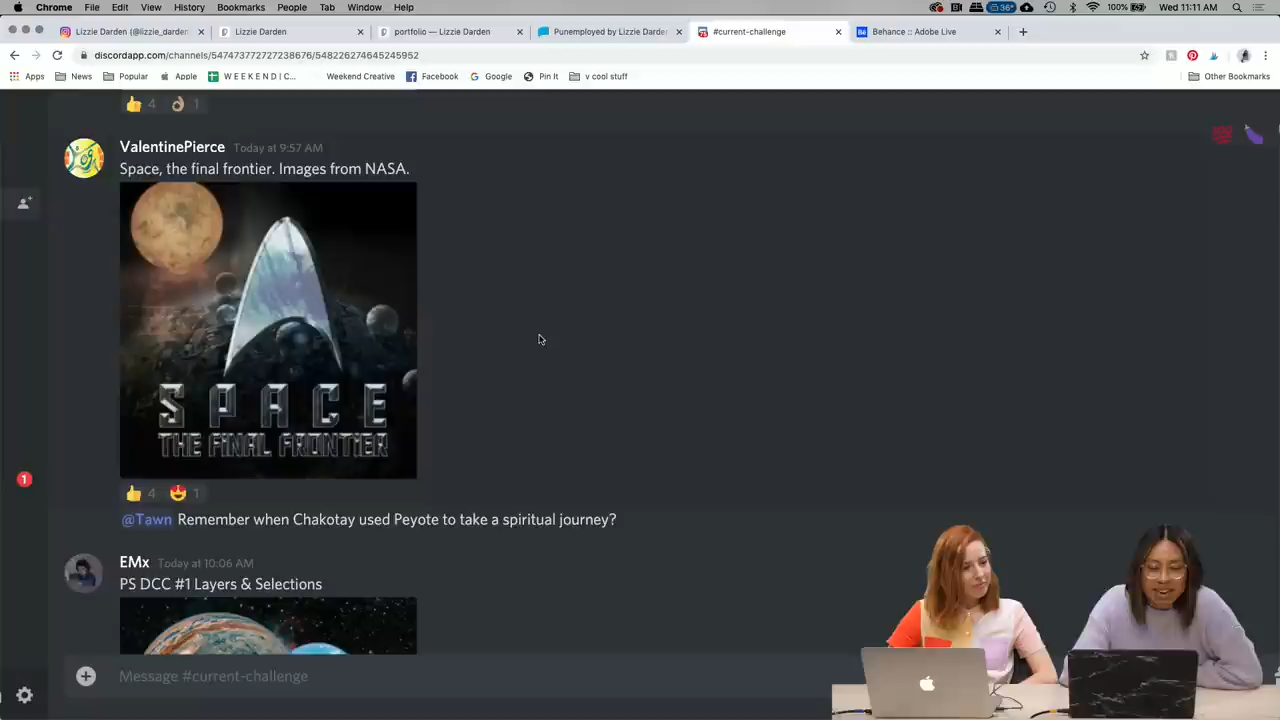 Chrome File Edit View History Bookmarks People Tab Window Help 36° 100% Wed 11:11 AM
Lizzie Darden (@lizzie_darden Lizzie Darden portfolio — Lizzie Darden Punemployed by Lizzie Darden #current-challenge Behance :: Adobe Live
discordapp.com/channels/547473772727238676/548226274645245952
Apps News Popular Apple W E E K E N D | C... Weekend Creative Facebook Google Pin It v cool stuff Other Bookmarks
4 1
ValentinePierce Today at 9:57 AM
Space, the final frontier. Images from NASA.
SPACE
THE FINAL FRONTIER
4 1
1
@Tawn Remember when Chakotay used Peyote to take a spiritual journey?
EMx Today at 10:06 AM
PS DCC #1 Layers & Selections
Message #current-challenge